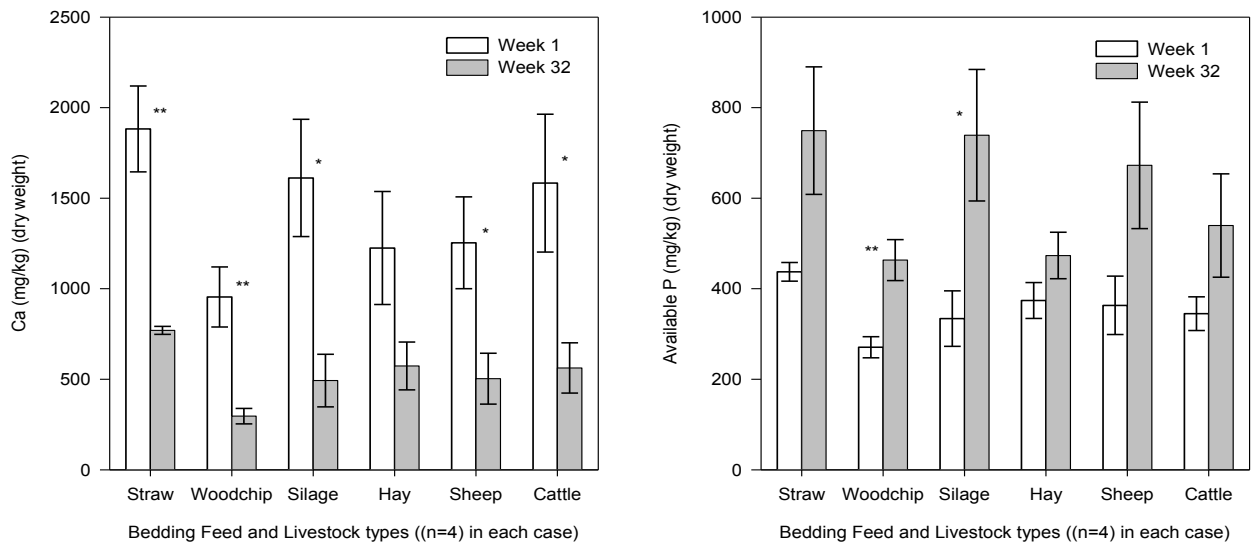 2500
2000
1500
1000
500
0
Ca (mg/kg) (dry weight)
Week 1
Week 32
**
**
*
*
*
Straw Woodchip Silage Hay Sheep Cattle
Bedding Feed and Livestock types ((n=4) in each case)
1000
800
600
400
200
0
Available P (mg/kg) (dry weight)
Week 1
Week 32
**
*
Straw Woodchip Silage Hay Sheep Cattle
Bedding Feed and Livestock types ((n=4) in each case)